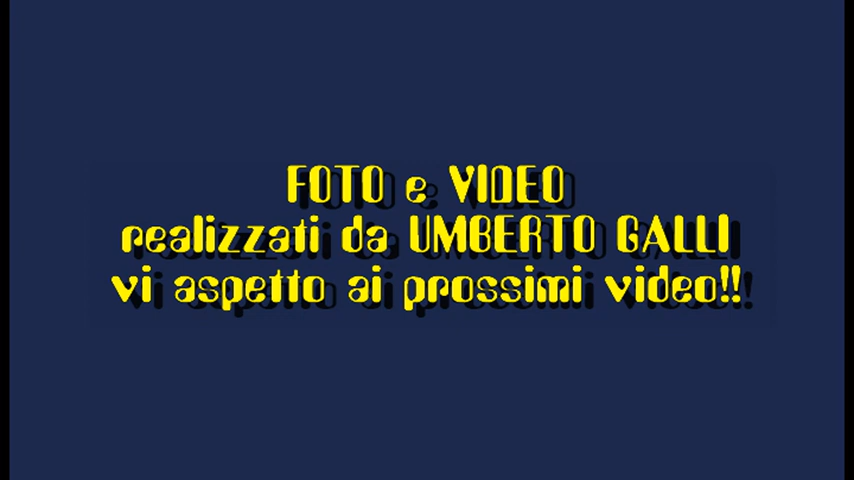 FOTO e VIDEO
realizzati da UMBERTO GALLI
vi aspetto ai prossimi video!!